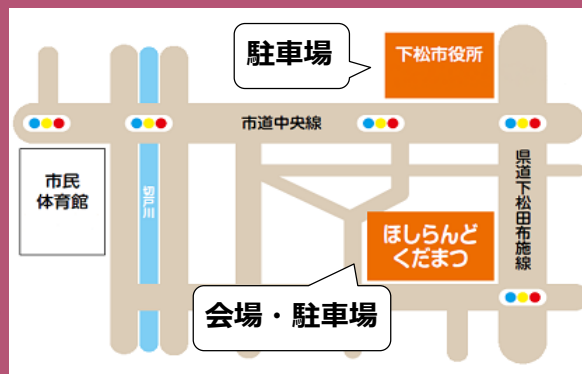 駐車場
下松市役所
市道中央線
市民
体育館
切戸川
県道下松田布施線
ほしらんど
くだまつ
会場・駐車場